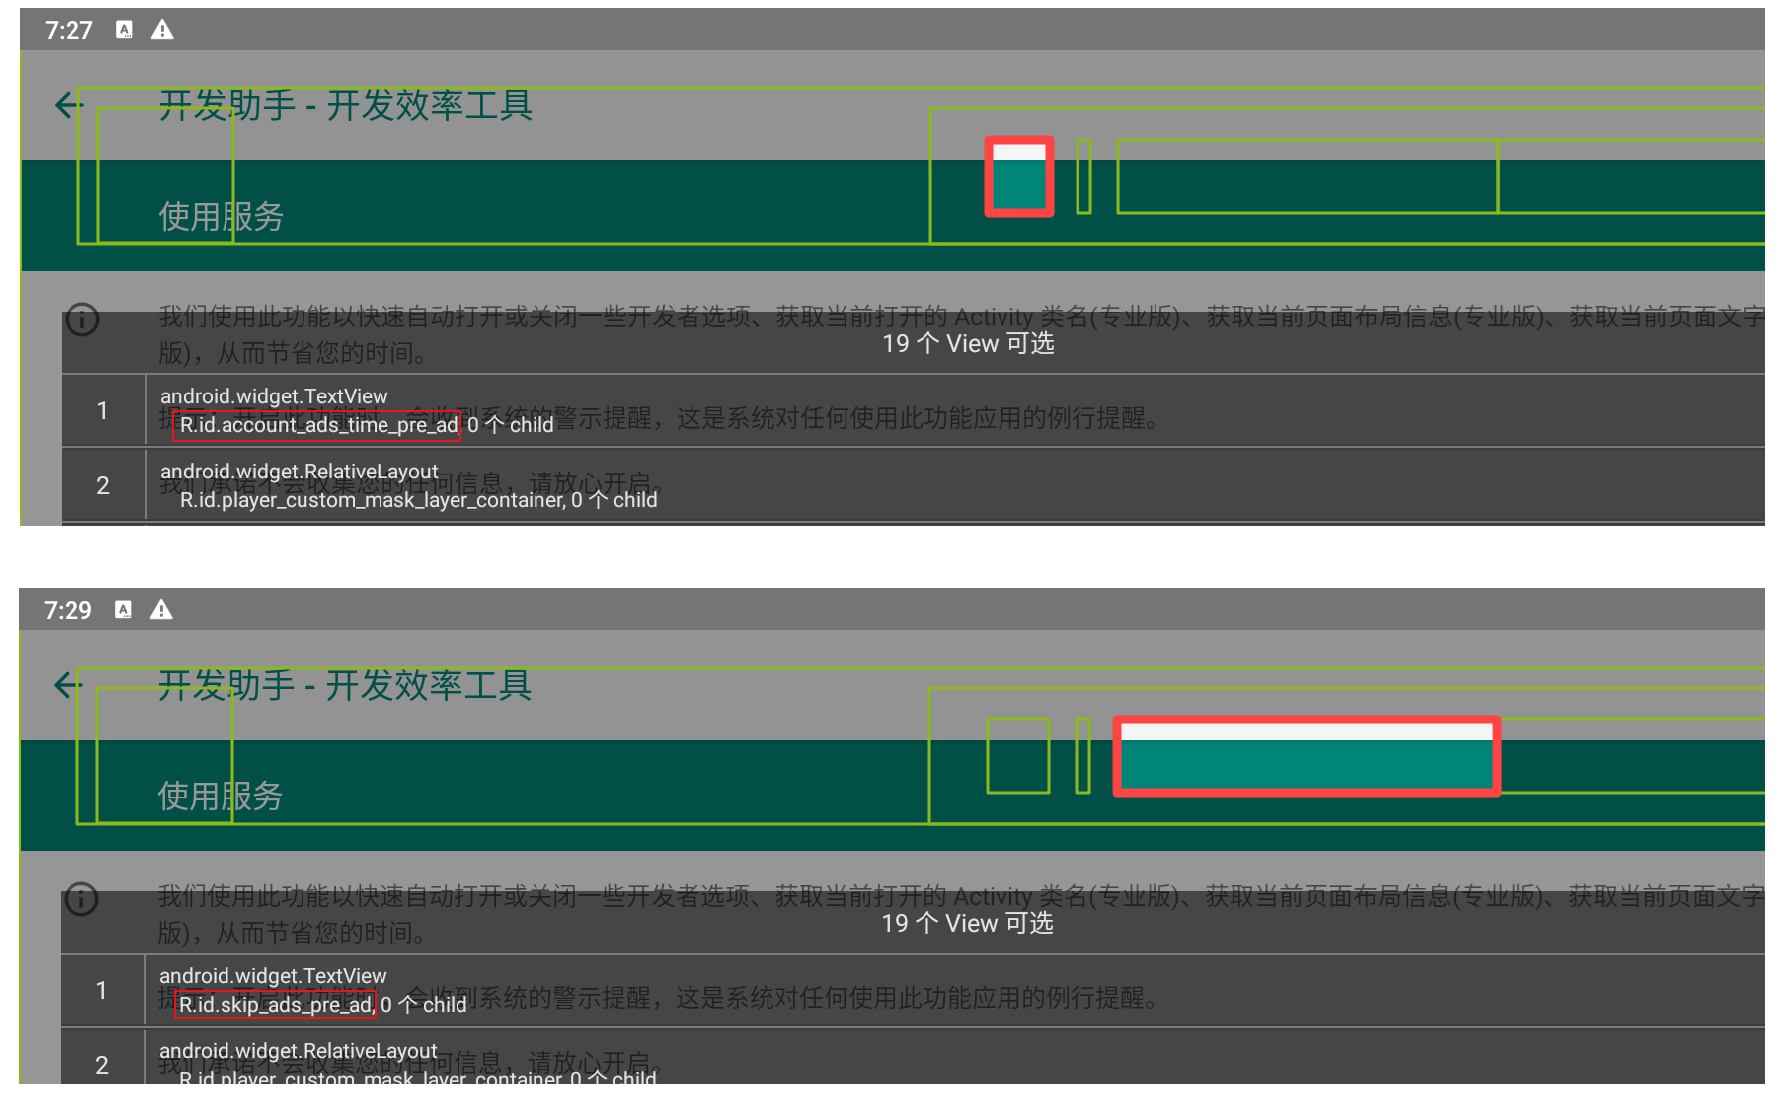 7:27
开发助手 - 开发效率工具
使用服务
我们使用此功能以快速自动打开或关闭一些开发者选项、获取当前打开的 Activity 类名(专业版)、获取当前页面布局信息(专业版)、获取当前页面文字
版)，从而节省您的时间。
19 个 View 可选
1
android.widget.TextView
提示：开启此功能时，会收到系统的警示提醒，这是系统对任何使用此功能应用的例行提醒。
R.id.account_ads_time_pre_ad, 0 个 child
2
android.widget.RelativeLayout
我们承诺不会收集您的任何信息，请放心开启。
R.id.player_custom_mask_layer_container, 0 个 child
7:29
开发助手 - 开发效率工具
使用服务
我们使用此功能以快速自动打开或关闭一些开发者选项、获取当前打开的 Activity 类名(专业版)、获取当前页面布局信息(专业版)、获取当前页面文字
版)，从而节省您的时间。
19 个 View 可选
1
android.widget.TextView
提示：开启此功能时，会收到系统的警示提醒，这是系统对任何使用此功能应用的例行提醒。
R.id.skip_ads_pre_ad, 0 个 child
2
android.widget.RelativeLayout
我们承诺不会收集您的任何信息，请放心开启。
R.id.player_custom_mask_layer_container, 0 个 child